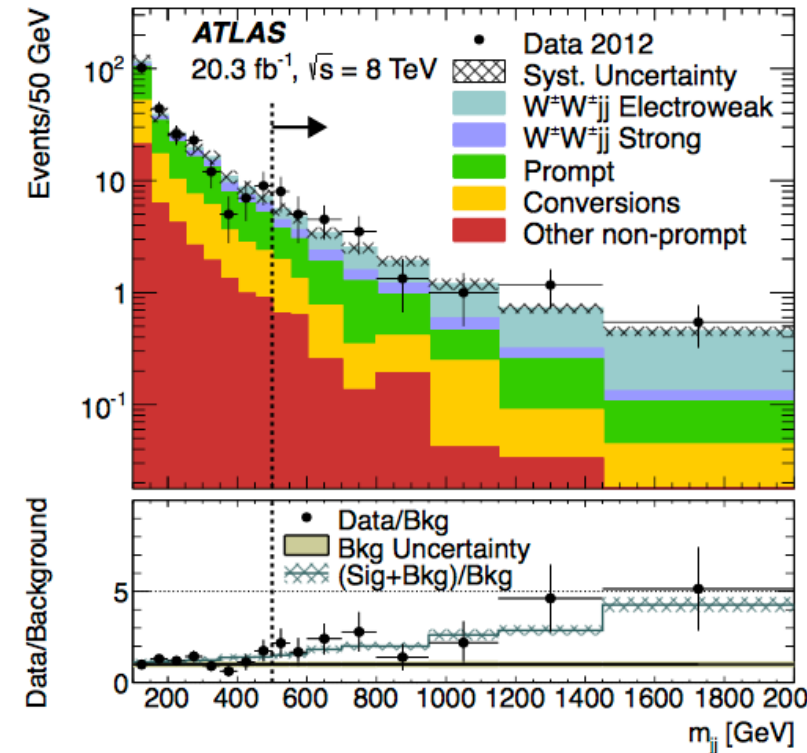 ATLAS
20.3 fb⁻¹, √s = 8 TeV
Data 2012
Syst. Uncertainty
W±W±jj Electroweak
W±W±jj Strong
Prompt
Conversions
Other non-prompt
Events/50 GeV
10²
10
1
10⁻¹
Data/Background
Data/Bkg
Bkg Uncertainty
(Sig+Bkg)/Bkg
5
0
200 400 600 800 1000 1200 1400 1600 1800 2000
m_jj [GeV]